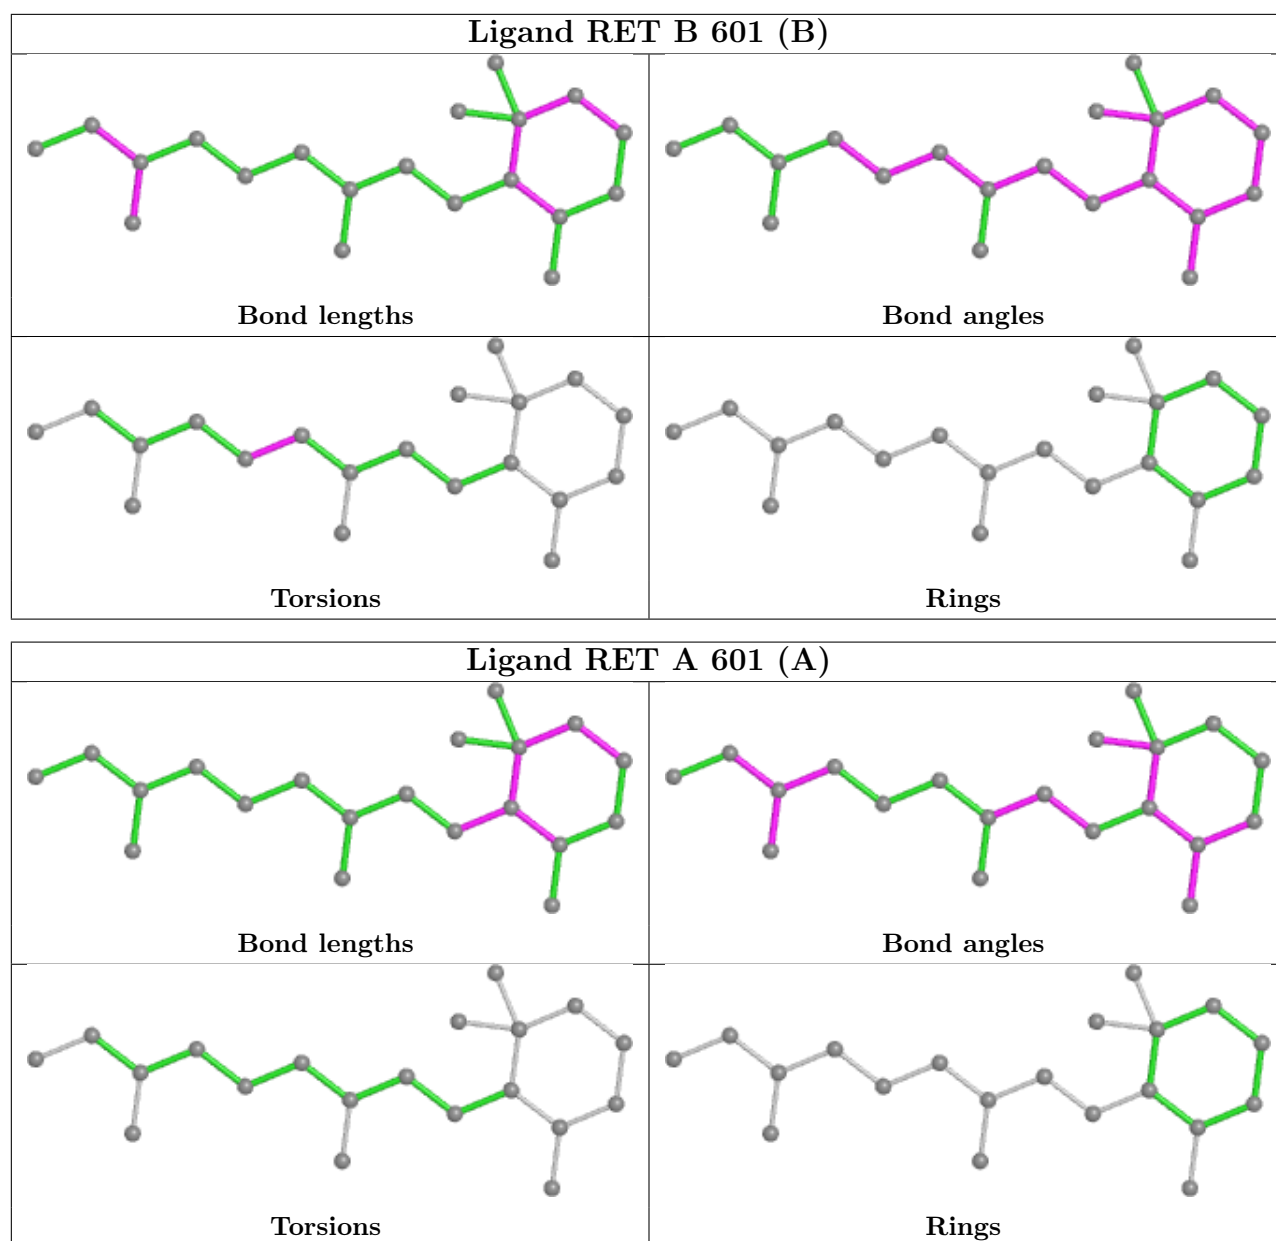 Ligand RET B 601 (B)
Bond lengths
Bond angles
Torsions
Rings
Ligand RET A 601 (A)
Bond lengths
Bond angles
Torsions
Rings